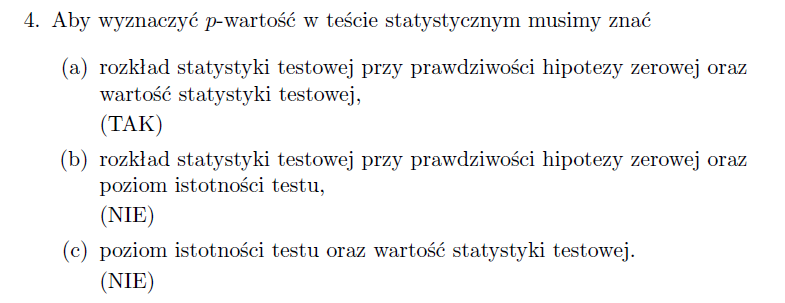 4. Aby wyznaczyć p-wartość w teście statystycznym musimy znać
(a) rozkład statystyki testowej przy prawdziwości hipotezy zerowej oraz
wartość statystyki testowej,
(TAK)
(b) rozkład statystyki testowej przy prawdziwości hipotezy zerowej oraz
poziom istotności testu,
(NIE)
(c) poziom istotności testu oraz wartość statystyki testowej.
(NIE)